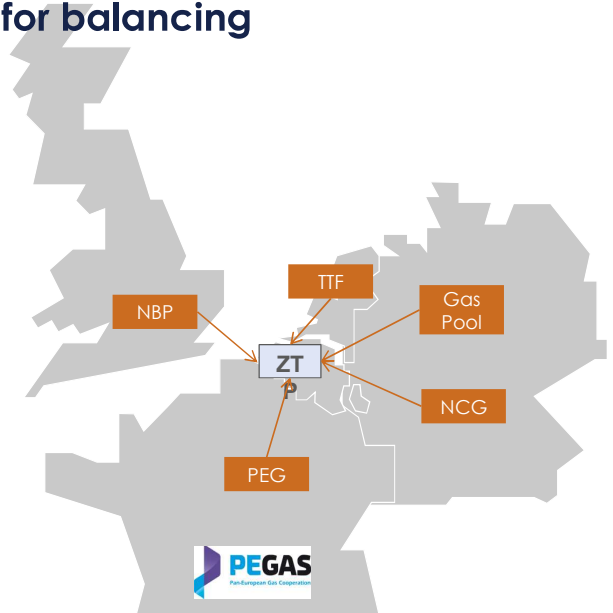 for balancing
TTF
Gas
Pool
NBP
ZT
P
NCG
PEG
PEGAS
Pan-European Gas Cooperation